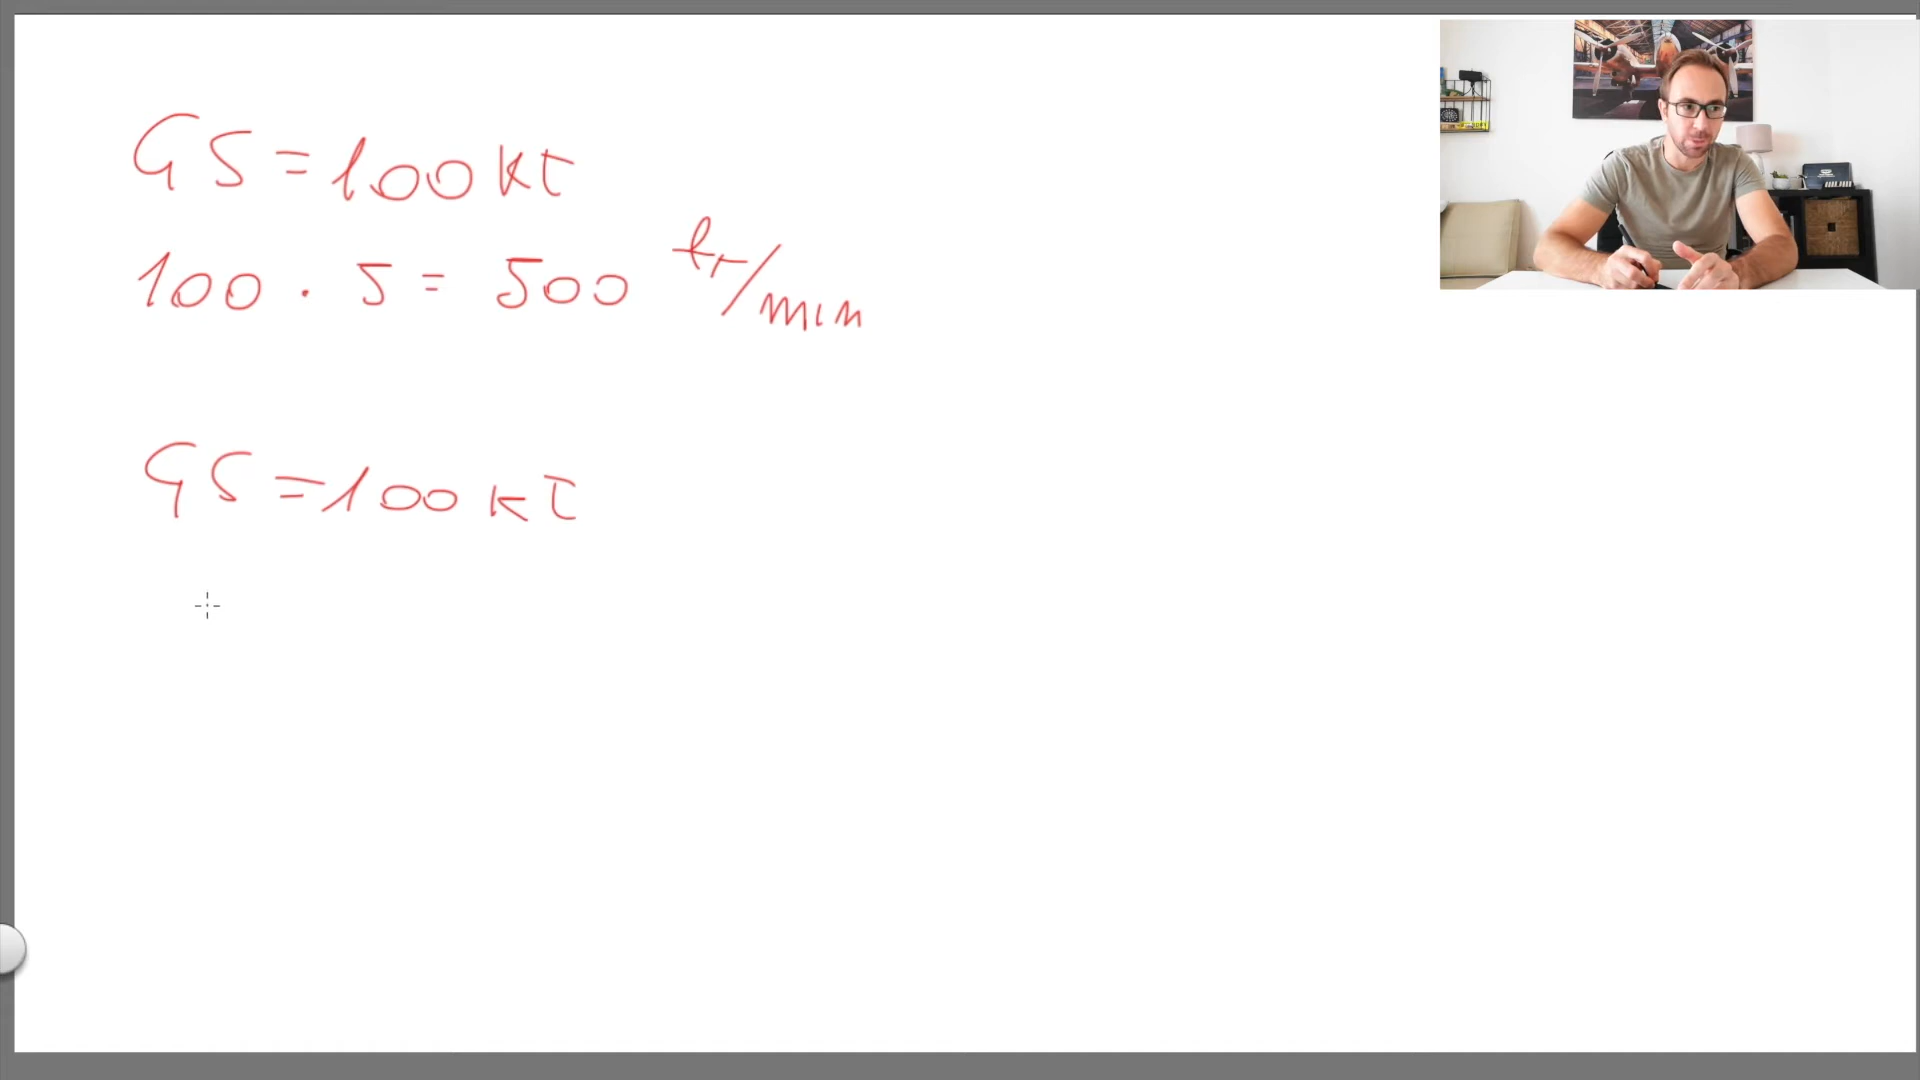 GS = 100 kt
100 · 5 = 500 ft/min
GS = 100 kt